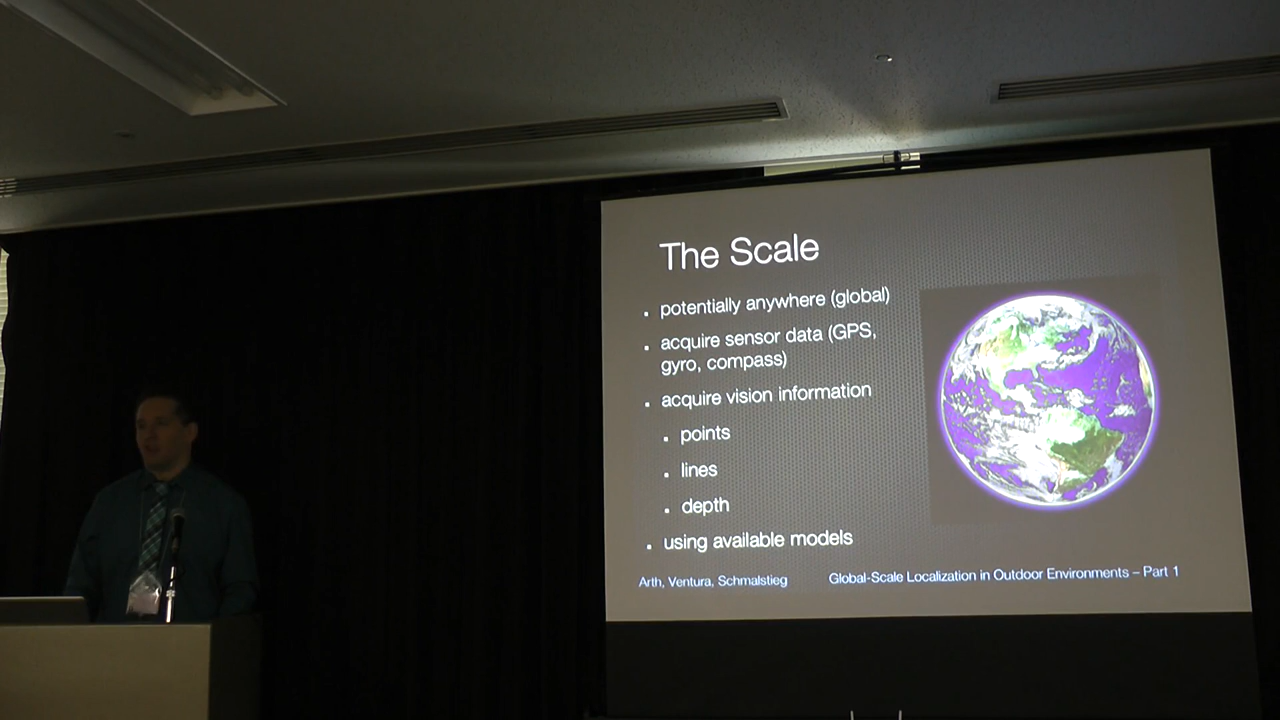 The Scale
potentially anywhere (global)
acquire sensor data (GPS,
gyro, compass)
acquire vision information
points
lines
depth
using available models
Arth, Ventura, Schmalstieg
Global-Scale Localization in Outdoor Environments – Part 1